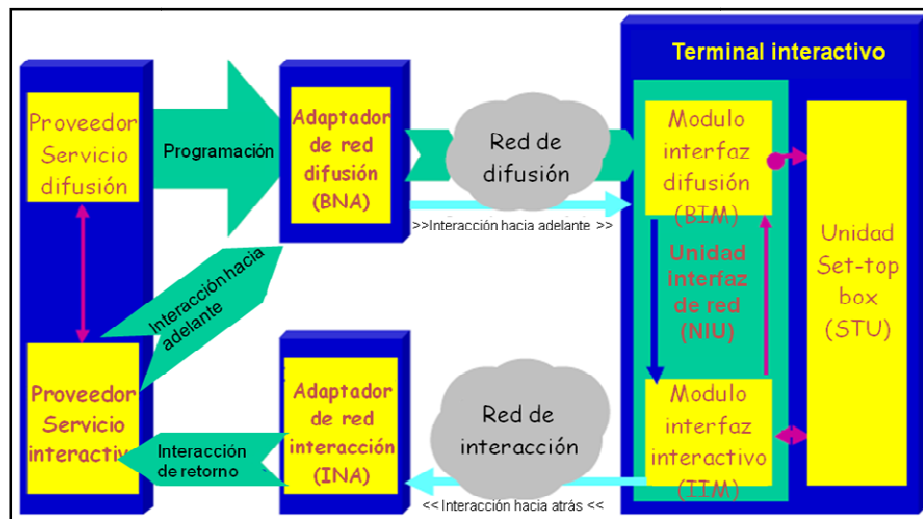 Terminal interactivo
Proveedor
Servicio
difusión
Programación
Adaptador
de red
difusión
(BNA)
Red de
difusión
>>Interacción hacia adelante >>
Modulo
interfaz
difusión
(BIM)
Unidad
interfaz
de red
(NIU)
Unidad
Set-top
box
(STU)
Interacción hacia
adelante
Proveedor
Servicio
interactiv
Interacción
de retorno
Adaptador
de red
interacción
(INA)
Red de
interacción
<< Interacción hacia atrás <<
Modulo
interfaz
interactivo
(IIM)